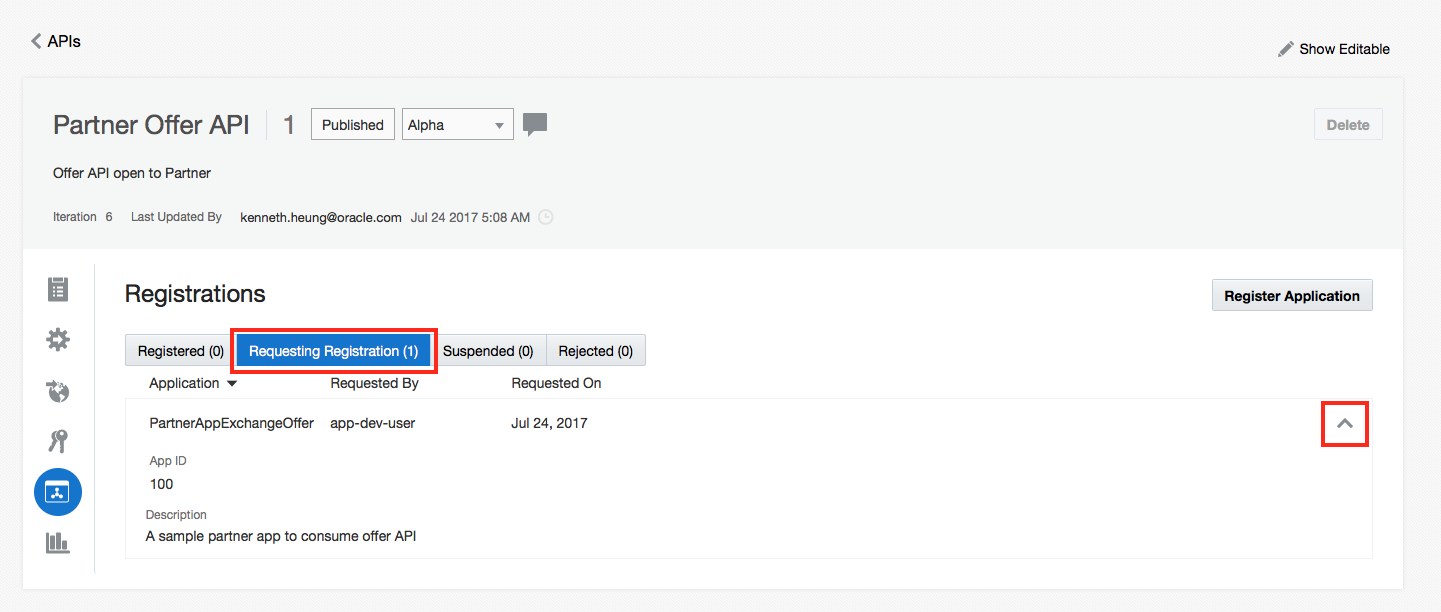 APIs
Show Editable
Partner Offer API 1 Published Alpha
Delete
Offer API open to Partner
Iteration 6 Last Updated By kenneth.heung@oracle.com Jul 24 2017 5:08 AM
Registrations
Register Application
Registered (0) Requesting Registration (1) Suspended (0) Rejected (0)
Application Requested By Requested On
PartnerAppExchangeOffer app-dev-user Jul 24, 2017
App ID
100
Description
A sample partner app to consume offer API